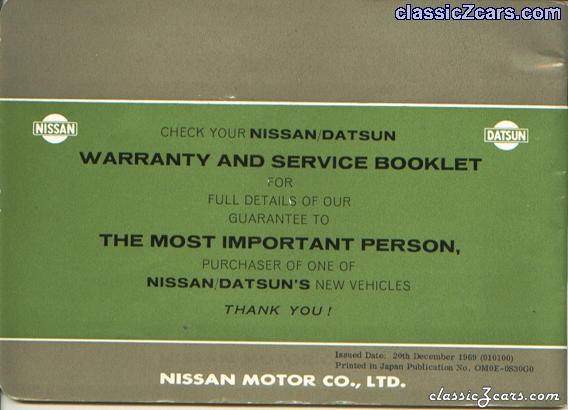 classicZcars.com
NISSAN
DATSUN
CHECK YOUR NISSAN/DATSUN
WARRANTY AND SERVICE BOOKLET
FOR
FULL DETAILS OF OUR
GUARANTEE TO
THE MOST IMPORTANT PERSON,
PURCHASER OF ONE OF
NISSAN/DATSUN'S NEW VEHICLES
THANK YOU!
Issued Date: 20th December 1969 (010100)
Printed in Japan Publication No. OM0E-0S30G0
NISSAN MOTOR CO., LTD.
classicZcars.com